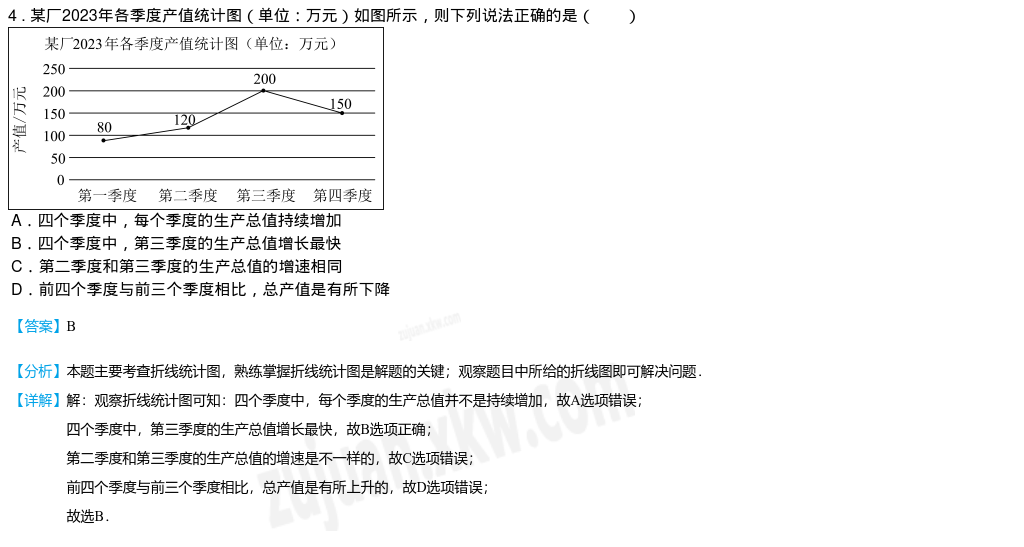 4．某厂2023年各季度产值统计图（单位：万元）如图所示，则下列说法正确的是（　　）
某厂2023年各季度产值统计图（单位：万元）
250
200
150
100
50
0
产值/万元
80
120
200
150
第一季度 第二季度 第三季度 第四季度
A．四个季度中，每个季度的生产总值持续增加
B．四个季度中，第三季度的生产总值增长最快
C．第二季度和第三季度的生产总值的增速相同
D．前四个季度与前三个季度相比，总产值是有所下降
【答案】B
【分析】本题主要考查折线统计图，熟练掌握折线统计图是解题的关键；观察题目中所给的折线图即可解决问题．
【详解】解：观察折线统计图可知：四个季度中，每个季度的生产总值并不是持续增加，故A选项错误；
四个季度中，第三季度的生产总值增长最快，故B选项正确；
第二季度和第三季度的生产总值的增速是不一样的，故C选项错误；
前四个季度与前三个季度相比，总产值是有所上升的，故D选项错误；
故选B．
zujuan.xkw.com
zujuan.xkw.com